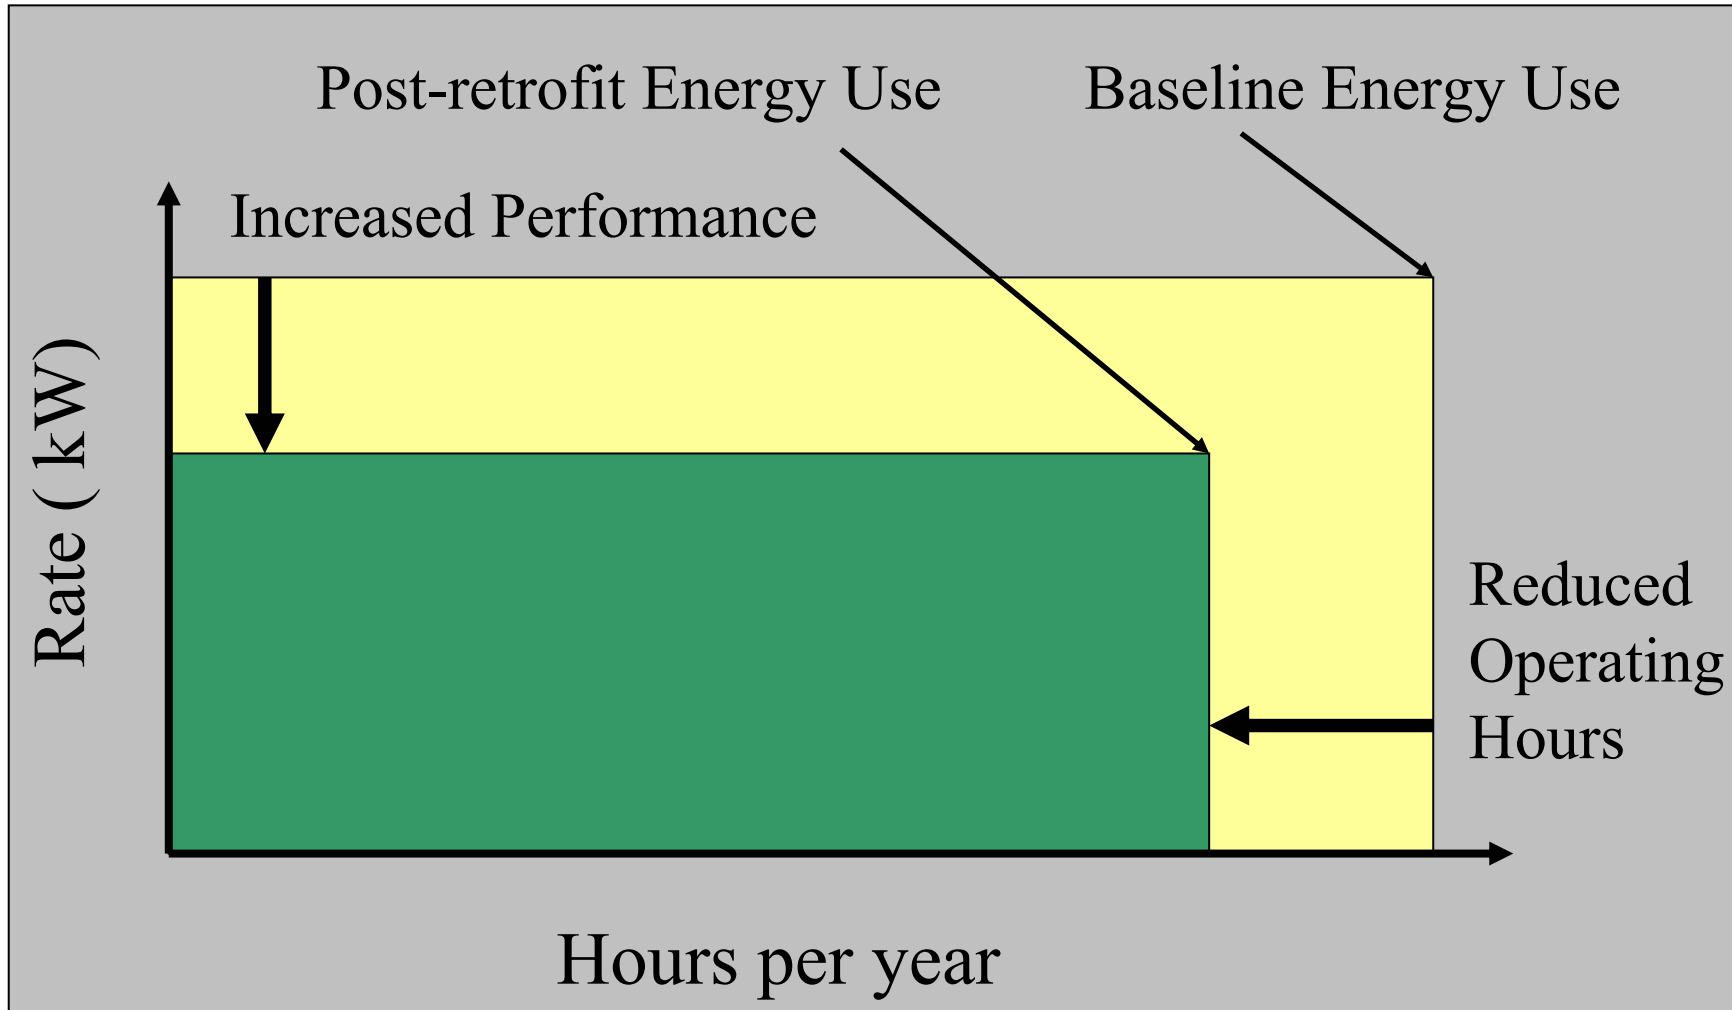 Post-retrofit Energy Use
Baseline Energy Use
Increased Performance
Rate ( kW)
Reduced
Operating
Hours
Hours per year